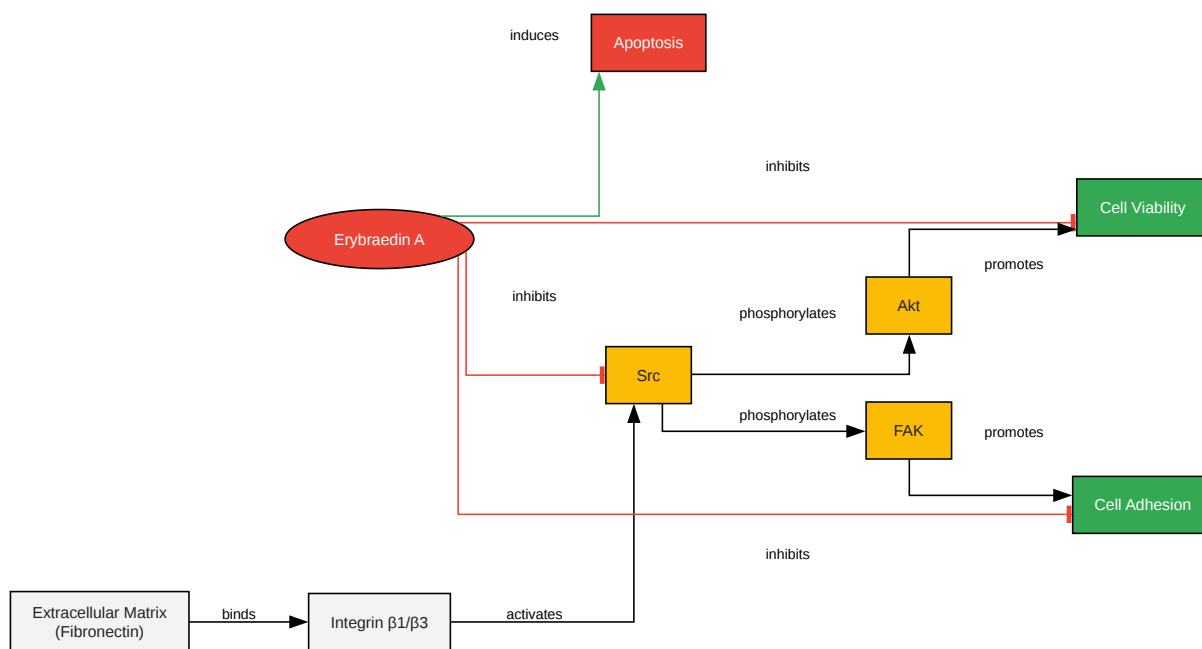 induces
Apoptosis
inhibits
Cell Viability
Erybraedin A
promotes
inhibits
Akt
phosphorylates
Src
phosphorylates
FAK
promotes
Cell Adhesion
inhibits
Extracellular Matrix
(Fibronectin)
binds
Integrin β1/β3
activates